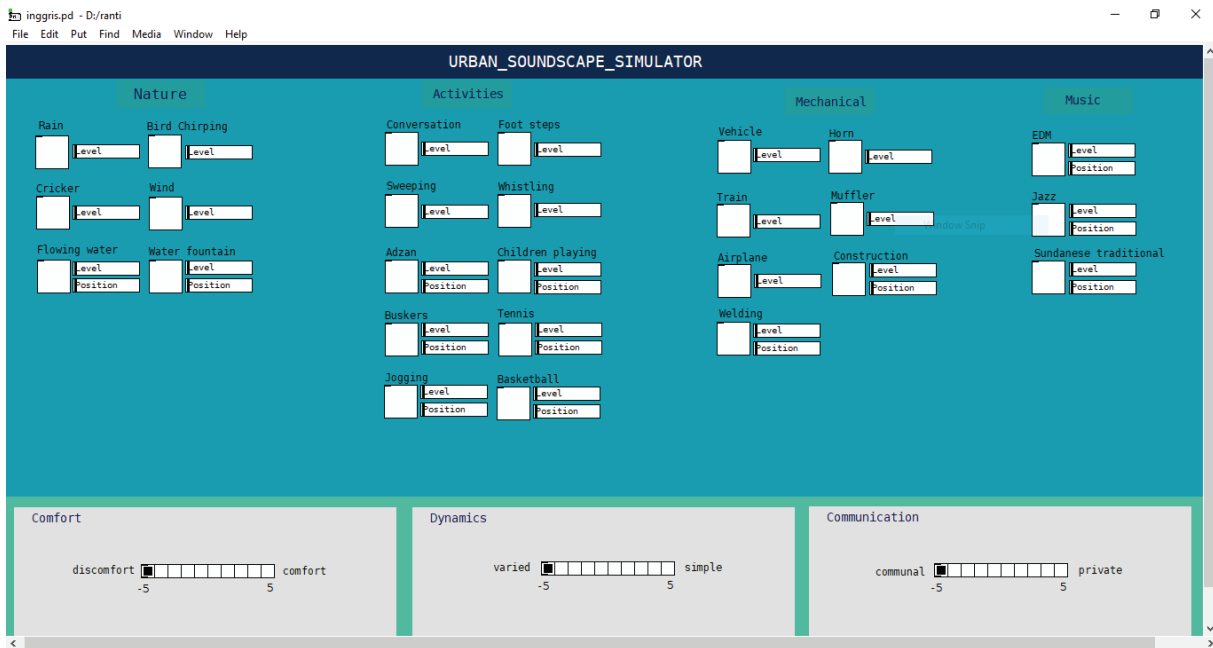 inggris.pd - D:/ranti
File Edit Put Find Media Window Help
URBAN_SOUNDSCAPE_SIMULATOR
Nature
Rain
Level
Bird Chirping
Level
Cricker
Level
Wind
Level
Flowing water
Level
Position
Water fountain
Level
Position
Activities
Conversation
Level
Foot steps
Level
Sweeping
Level
Whistling
Level
Adzan
Level
Position
Children playing
Level
Position
Buskers
Level
Position
Tennis
Level
Position
Jogging
Level
Position
Basketball
Level
Position
Mechanical
Vehicle
Level
Horn
Level
Train
Level
Muffler
Level
Window Snip
Airplane
Level
Construction
Level
Position
Welding
Level
Position
Music
EDM
Level
Position
Jazz
Level
Position
Sundanese traditional
Level
Position
Comfort
discomfort comfort
-5 5
Dynamics
varied simple
-5 5
Communication
communal private
-5 5